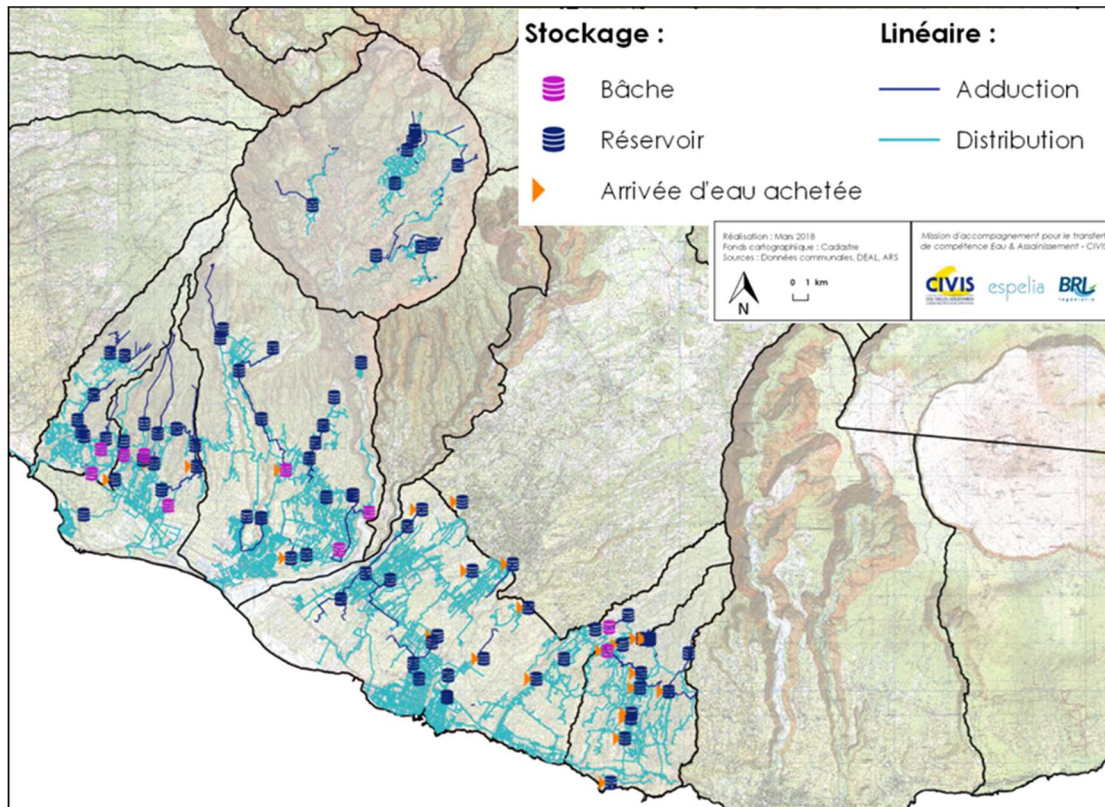 Stockage :
Linéaire :
Bâche
Adduction
Réservoir
Distribution
Arrivée d'eau achetée
Réalisation : Mars 2018
Fonds cartographique : Cadastre
Sources : Données communales, DEAL, ARS
0 1 km
N
Mission d'accompagnement pour le transfert
de compétence Eau & Assainissement - CIVIS
CIVIS
espelia
BRL
Ingénierie